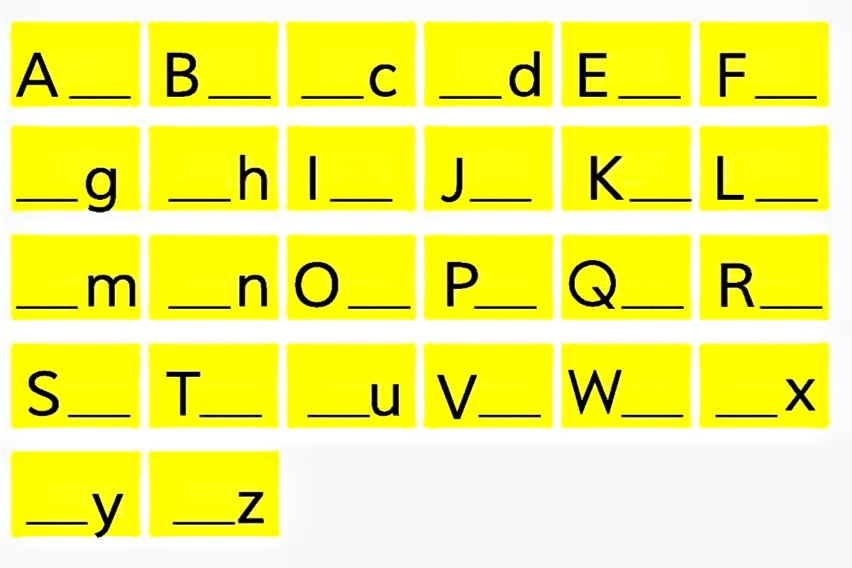 A__ B__ __c __d E__ F__
__g __h I__ J__ K__ L__
__m __n O__ P__ Q__ R__
S__ T__ __u V__ W__ __x
__y __z